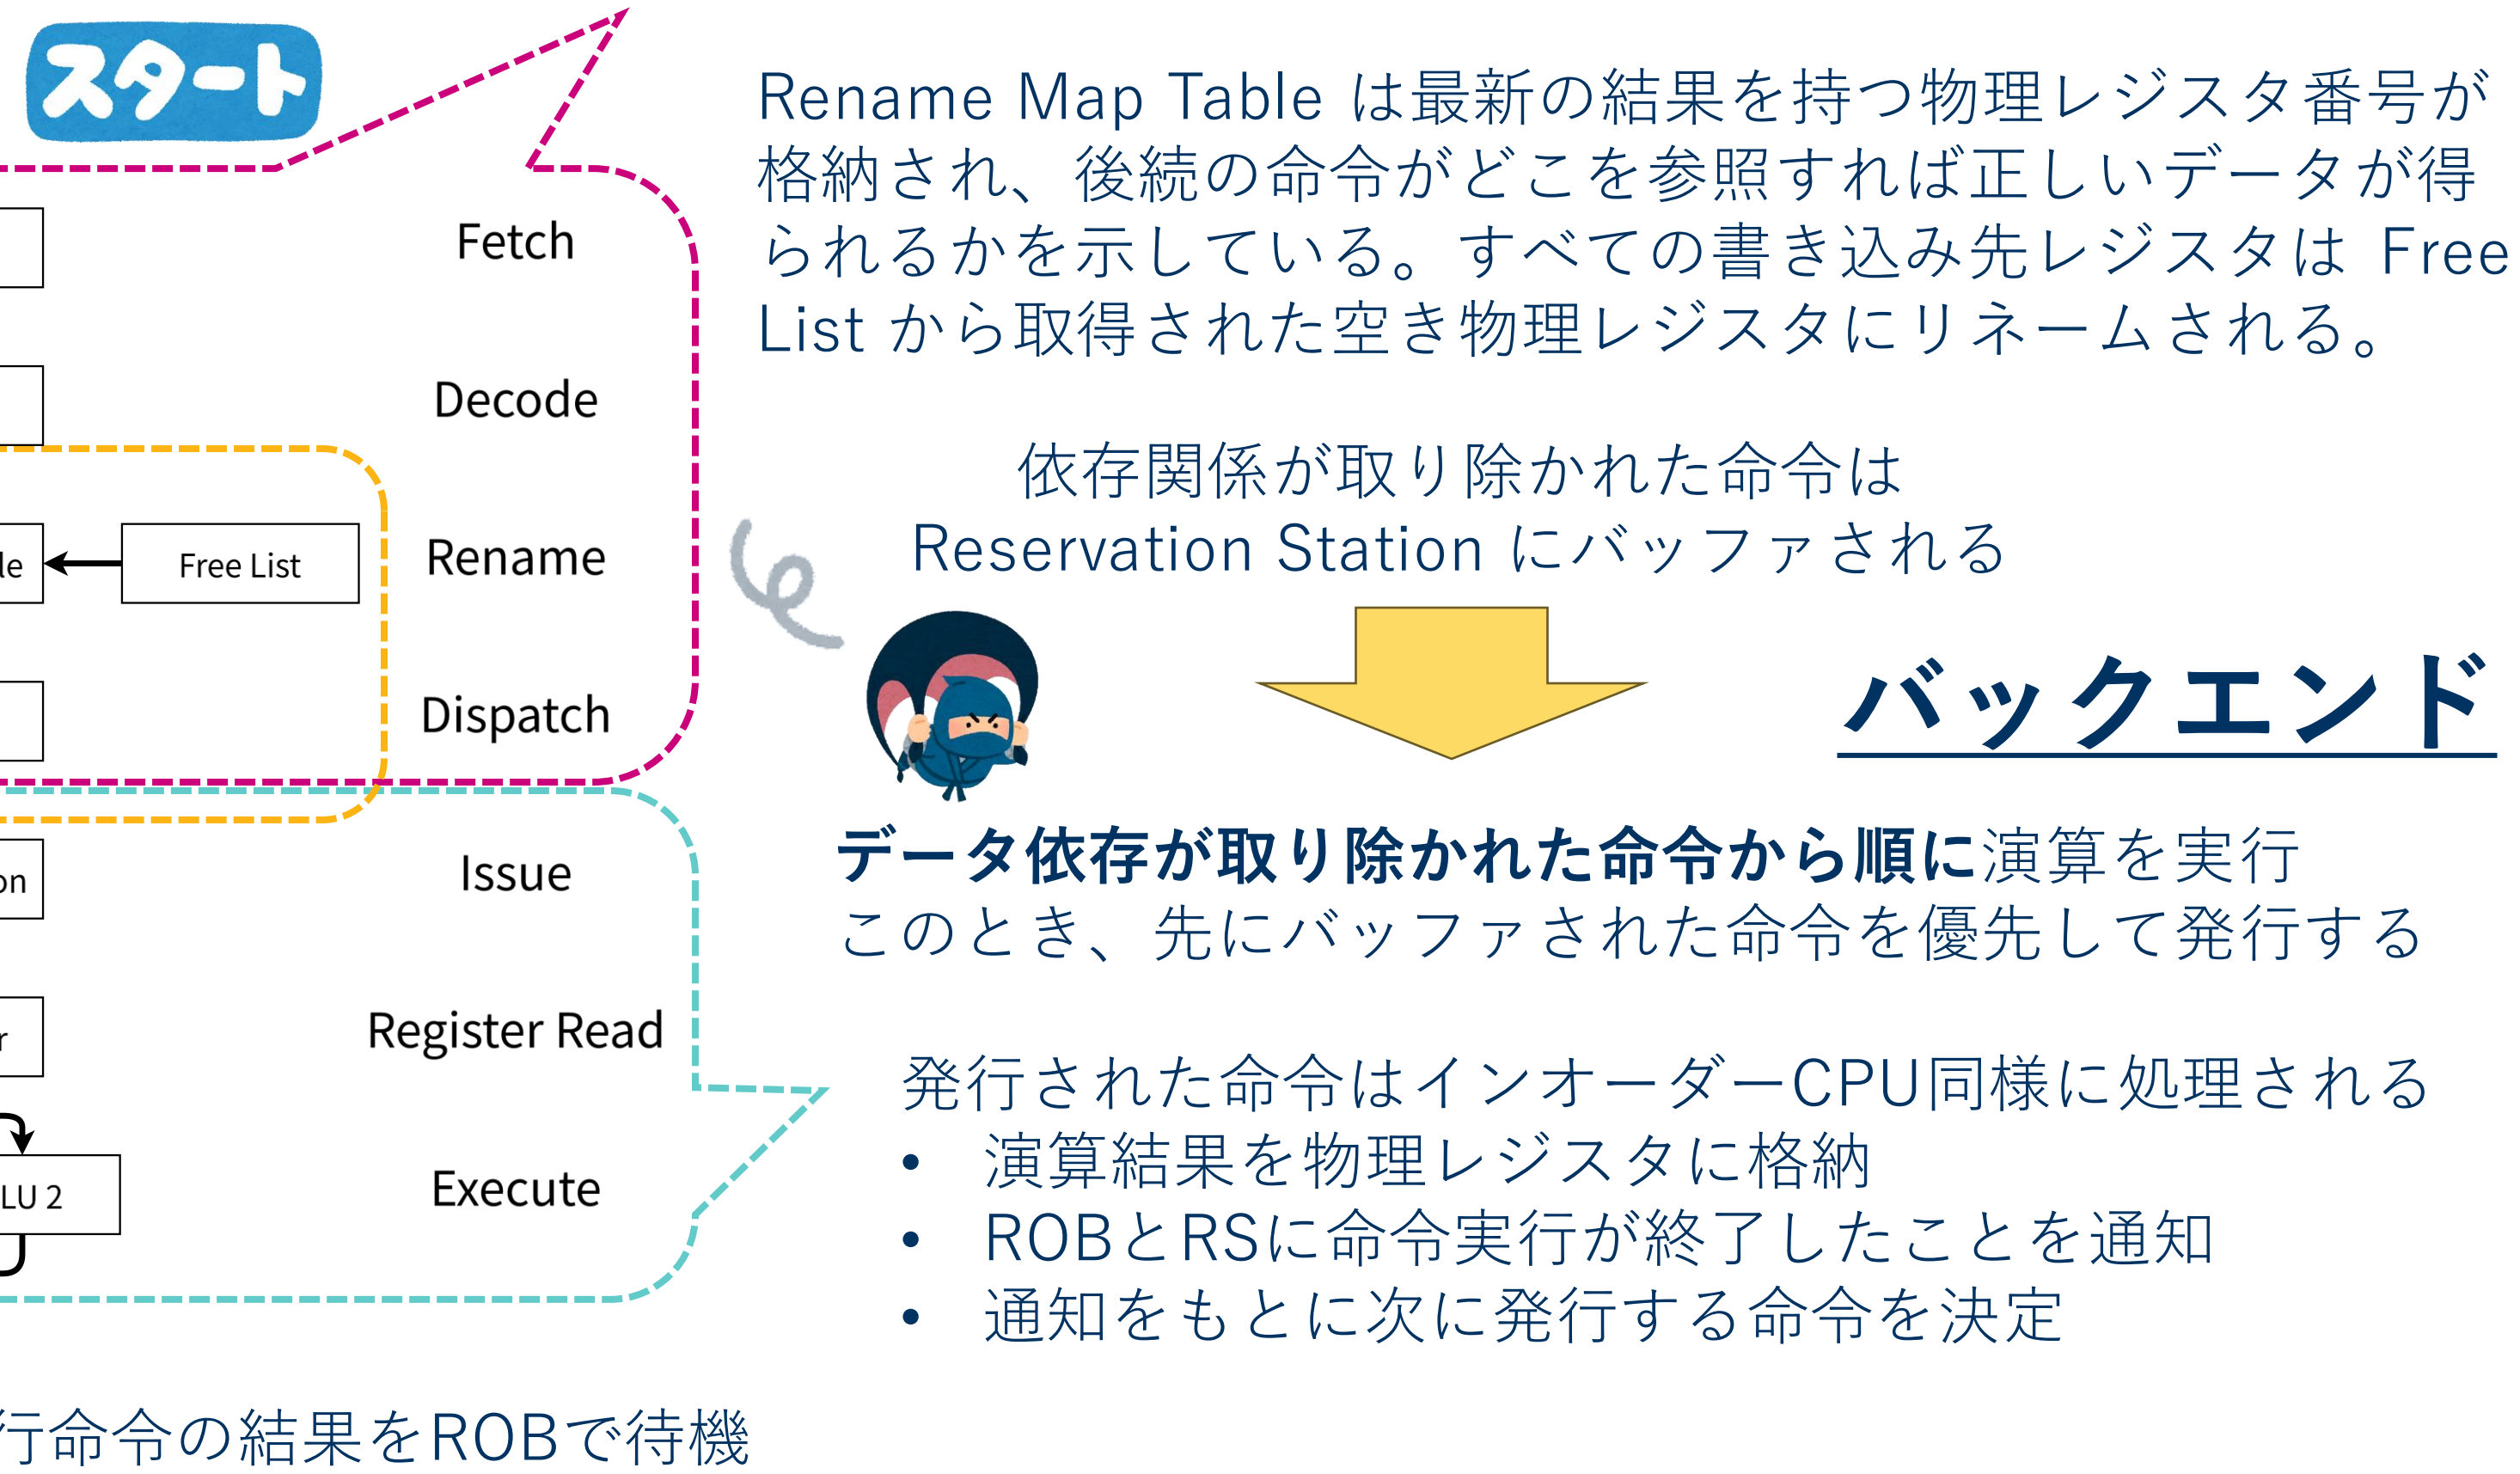 スタート
Rename Map Table は最新の結果を持つ物理レジスタ番号が
格納され、後続の命令がどこを参照すれば正しいデータが得
られるかを示している。すべての書き込み先レジスタは Free
List から取得された空き物理レジスタにリネームされる。
Fetch
Decode
Free List
Rename
Dispatch
依存関係が取り除かれた命令は
Reservation Station にバッファされる
バックエンド
Issue
Register Read
LU 2
Execute
データ依存が取り除かれた命令から順に演算を実行
このとき、先にバッファされた命令を優先して発行する
発行された命令はインオーダーCPU同様に処理される
• 演算結果を物理レジスタに格納
• ROBとRSに命令実行が終了したことを通知
• 通知をもとに次に発行する命令を決定
行命令の結果をROBで待機